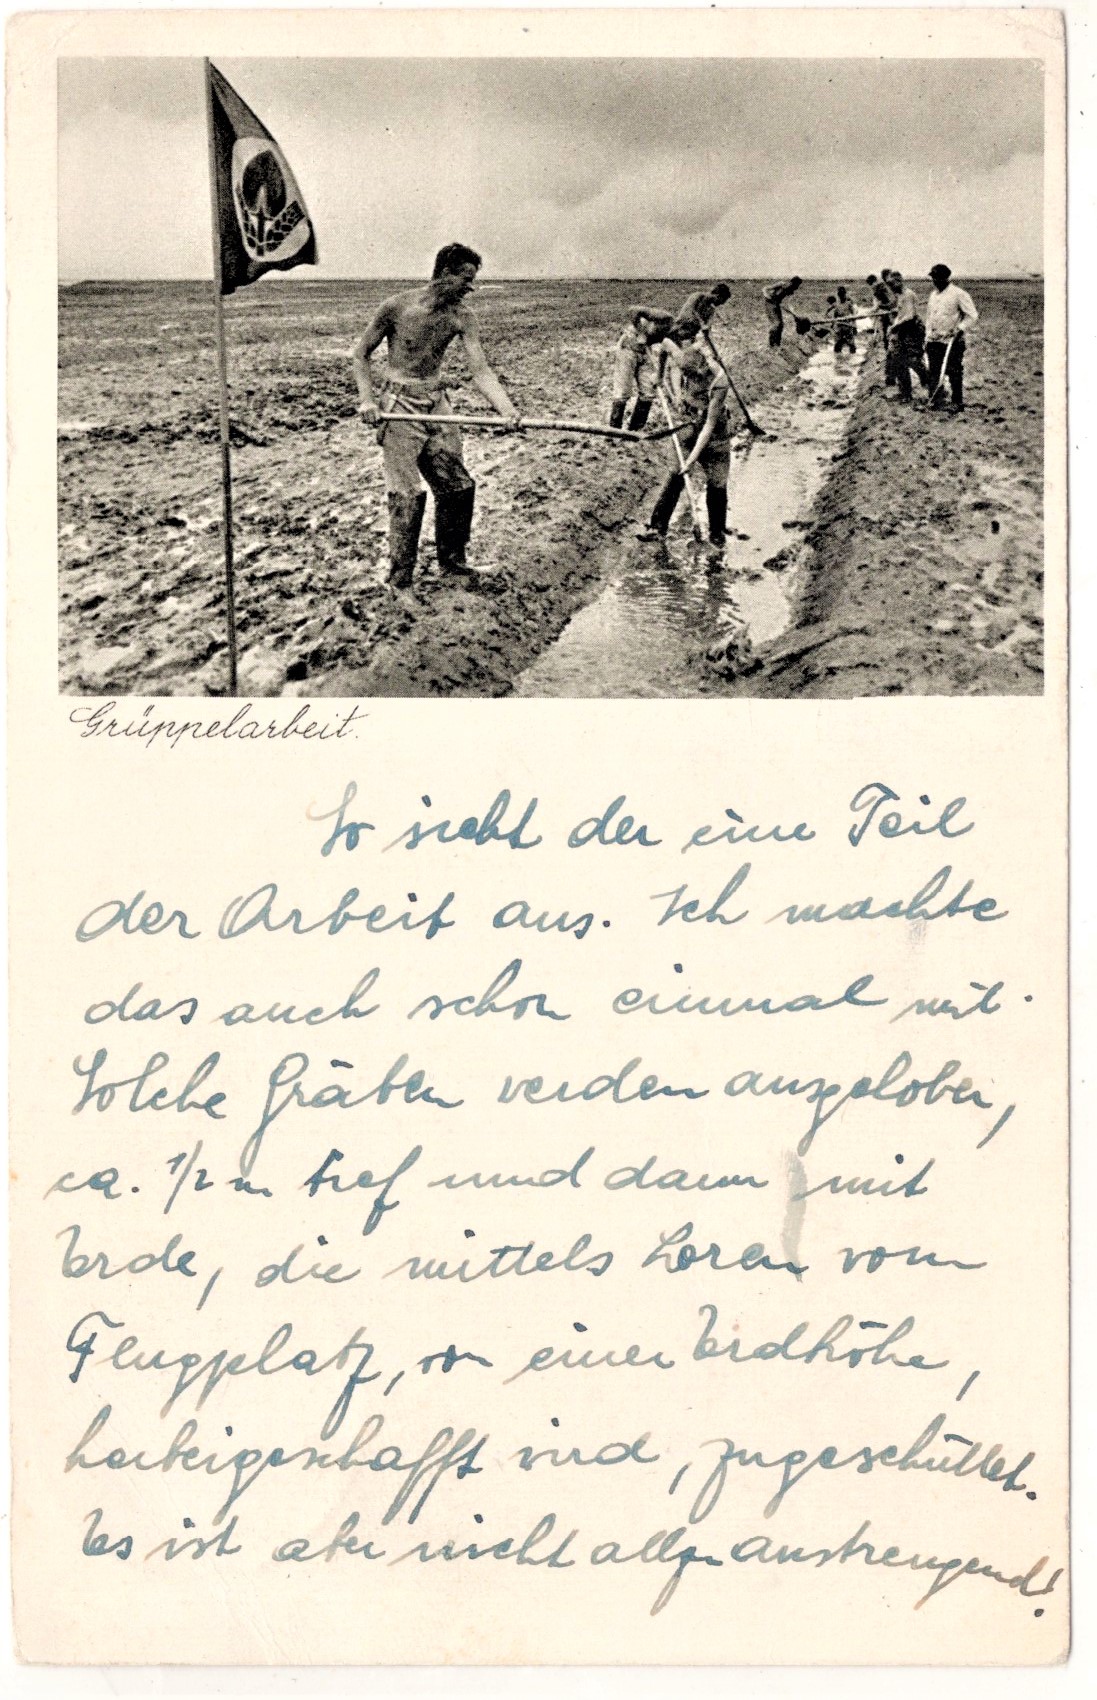 Grüppelarbeit.
So sieht der eine Teil
der Arbeit aus. Ich machte
das auch schon einmal mit.
Solche Gräben werden ausgehoben,
ca. 1/2 m tief und dann mit
Erde, die mittels Loren vom
Flugplatz, von einer Erdhöhe,
herbeigeschafft wird, zugeschüttet.
Es ist aber nicht allzu anstrengend!